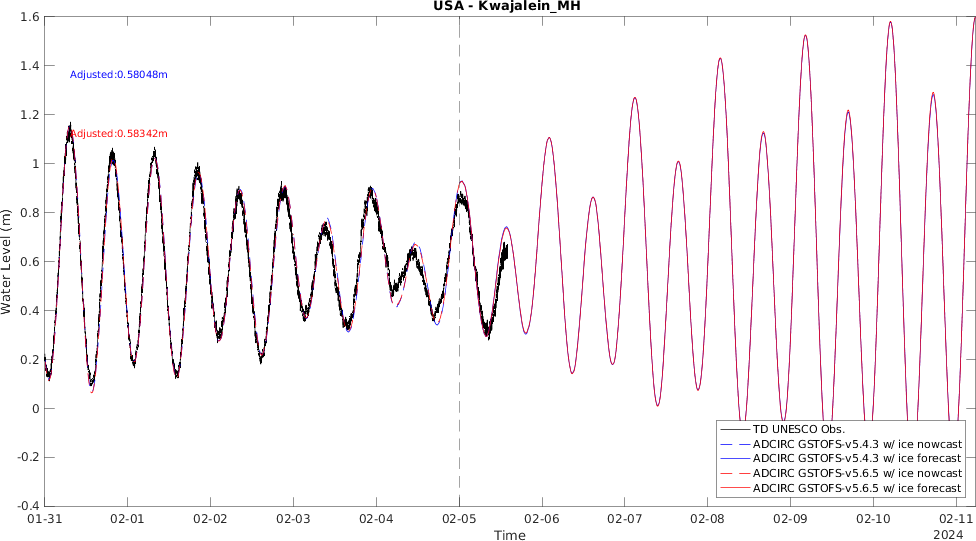 USA - Kwajalein_MH
1.6
1.4
1.2
1
0.8
0.6
0.4
0.2
0
-0.2
-0.4
Water Level (m)
Adjusted:0.58048m
Adjusted:0.58342m
TD UNESCO Obs.
ADCIRC GSTOFS-v5.4.3 w/ ice nowcast
ADCIRC GSTOFS-v5.4.3 w/ ice forecast
ADCIRC GSTOFS-v5.6.5 w/ ice nowcast
ADCIRC GSTOFS-v5.6.5 w/ ice forecast
01-31 02-01 02-02 02-03 02-04 02-05 02-06 02-07 02-08 02-09 02-10 02-11
Time
2024